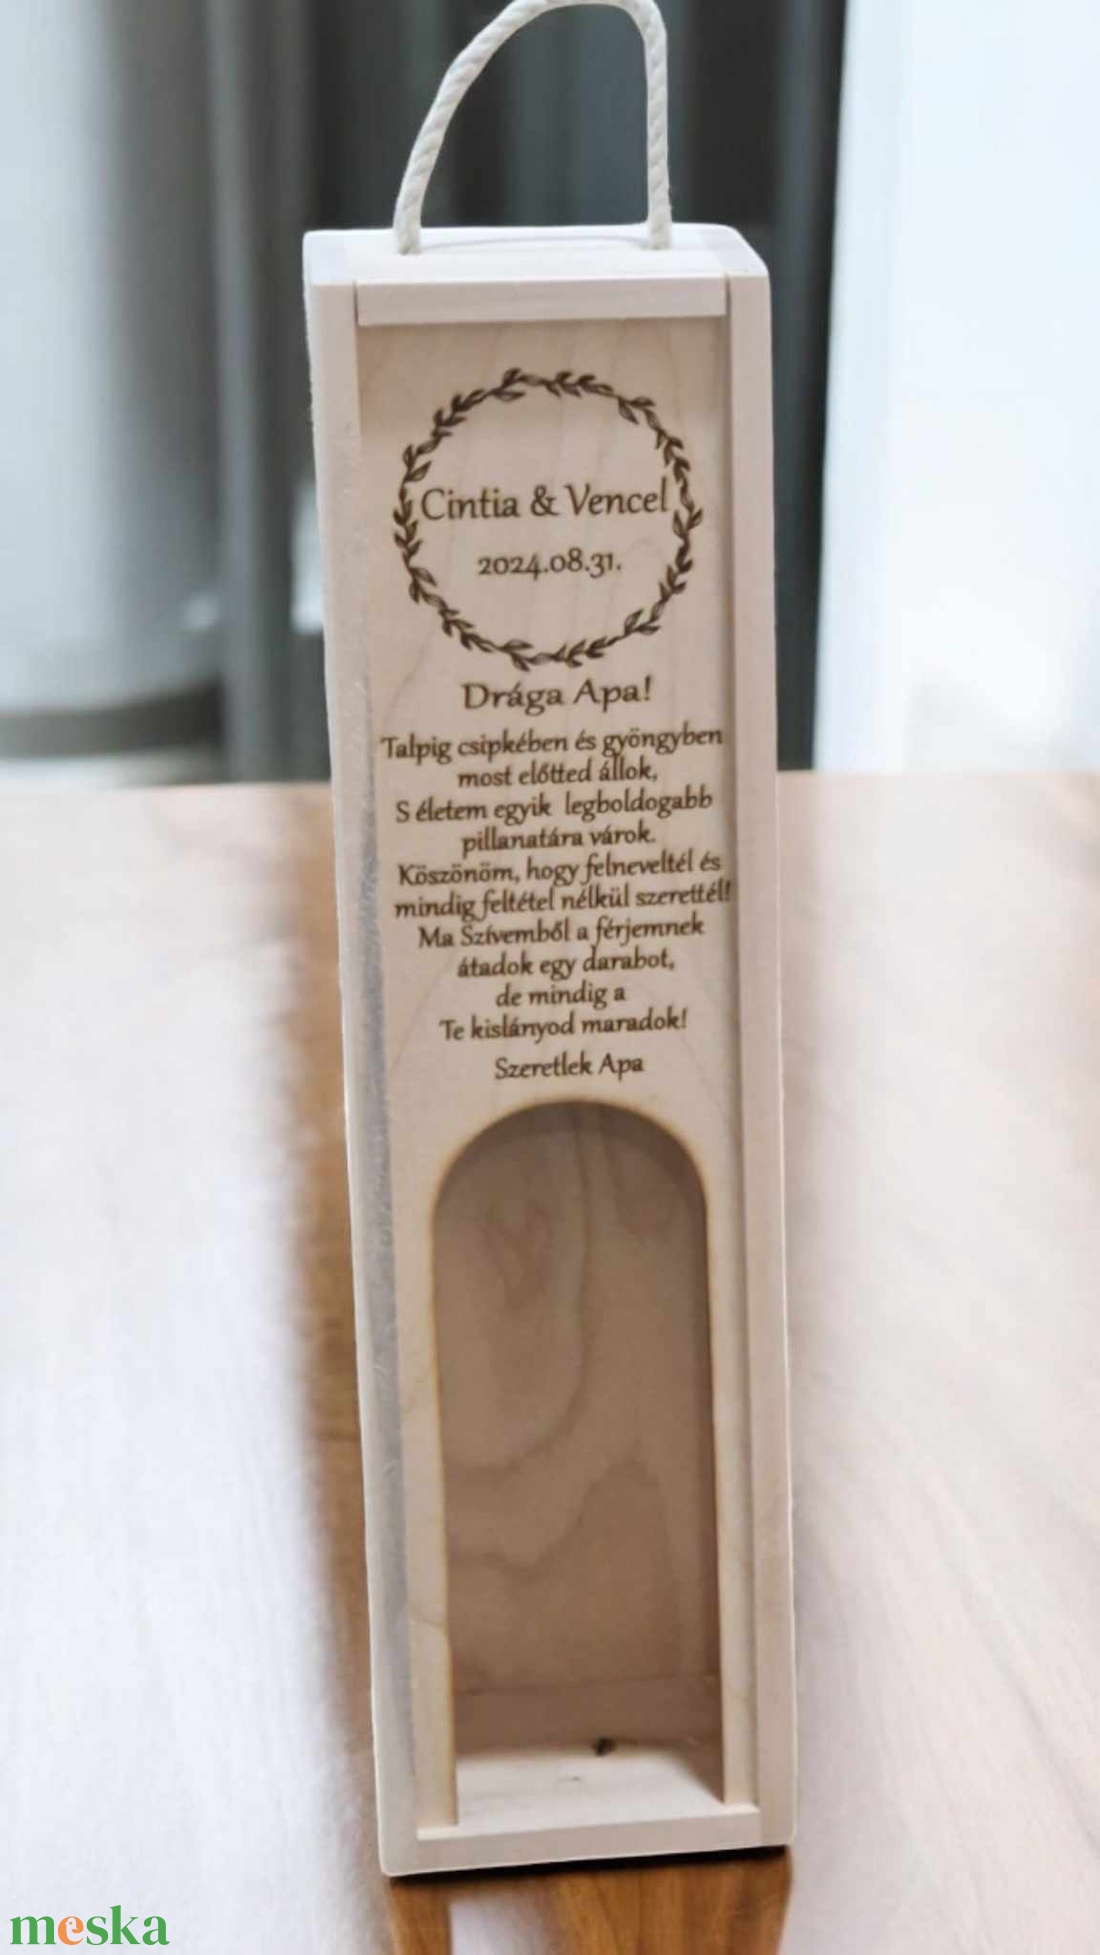 Cintia & Vencel
2024.08.31.
Drága Apa!
Talpig csipkében és gyöngyben
most előtted állok,
S életem egyik legboldogabb
pillanatára várok.
Köszönöm, hogy felneveltél és
mindig feltétel nélkül szerettél!
Ma Szívemből a férjemnek
átadok egy darabot,
de mindig a
Te kislányod maradok!
Szeretlek Apa
meska